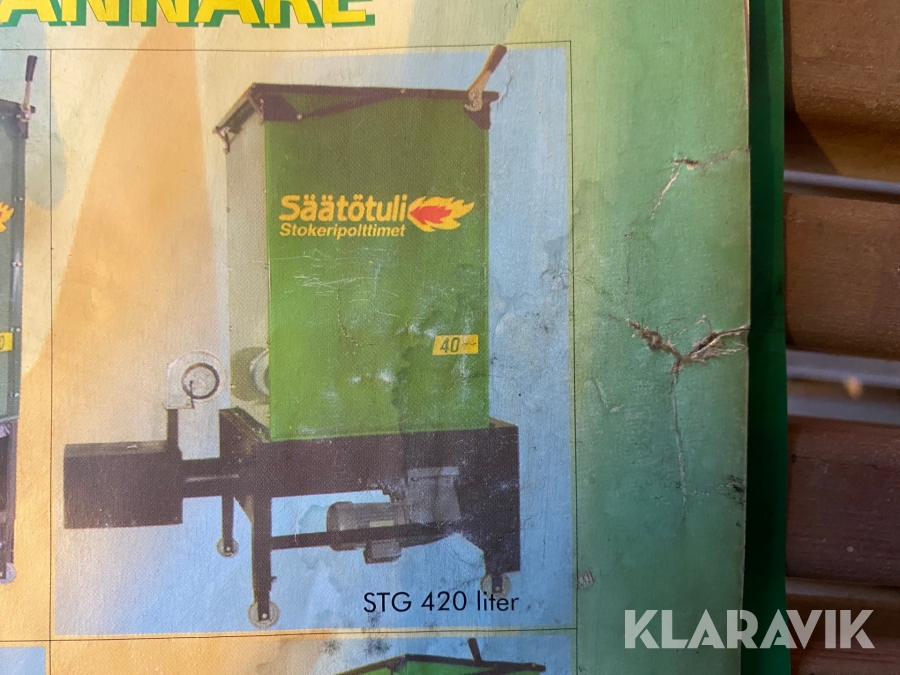 ANNARE
Säätötuli
Stokeripolttimet
40
STG 420 liter
KLARAVIK